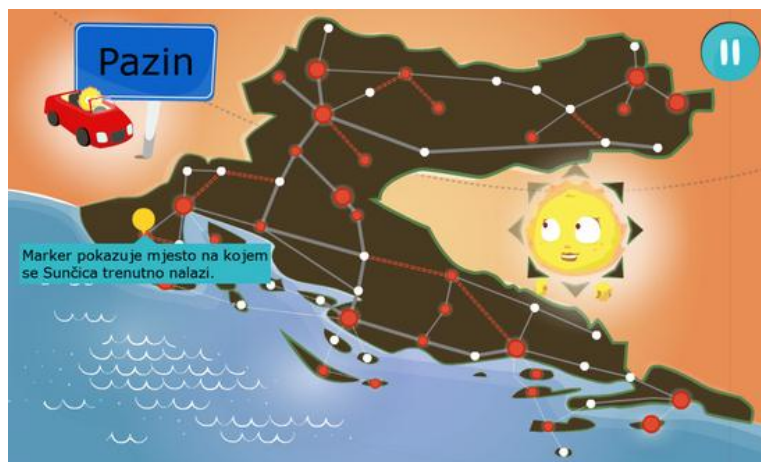 Pazin
Marker pokazuje mjesto na kojem
se Sunčica trenutno nalazi.